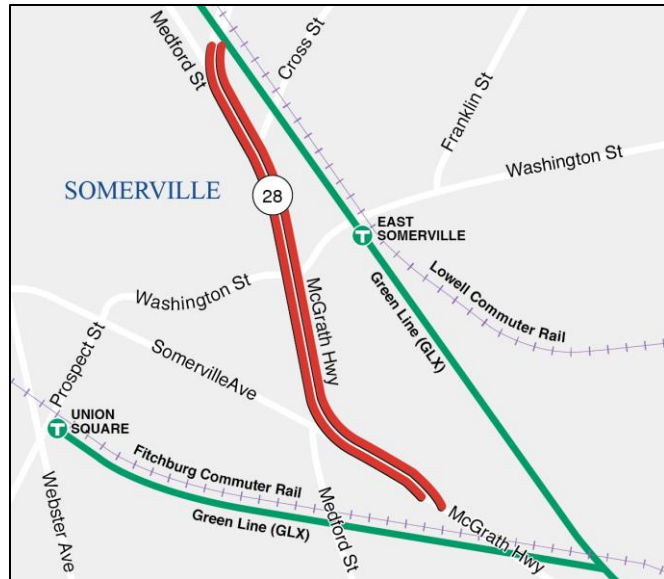 Medford St
Cross St
Franklin St
Washington St
SOMERVILLE
28
T
EAST
SOMERVILLE
Lowell Commuter Rail
Green Line (GLX)
McGrath Hwy
Washington St
SomervilleAve
Prospect St
T
UNION
SQUARE
Fitchburg Commuter Rail
Green Line (GLX)
Webster Ave
Medford St
McGrath Hwy